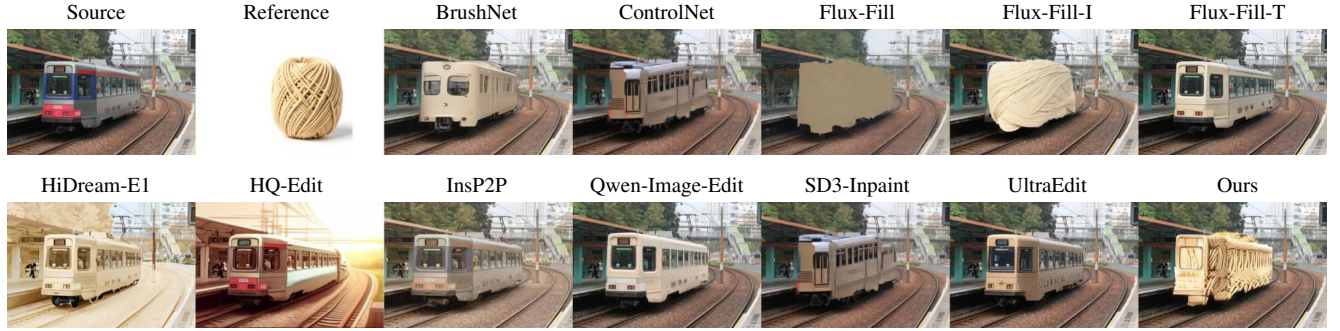 Source Reference BrushNet ControlNet Flux-Fill Flux-Fill-I Flux-Fill-T
HiDream-E1 HQ-Edit InsP2P Qwen-Image-Edit SD3-Inpaint UltraEdit Ours